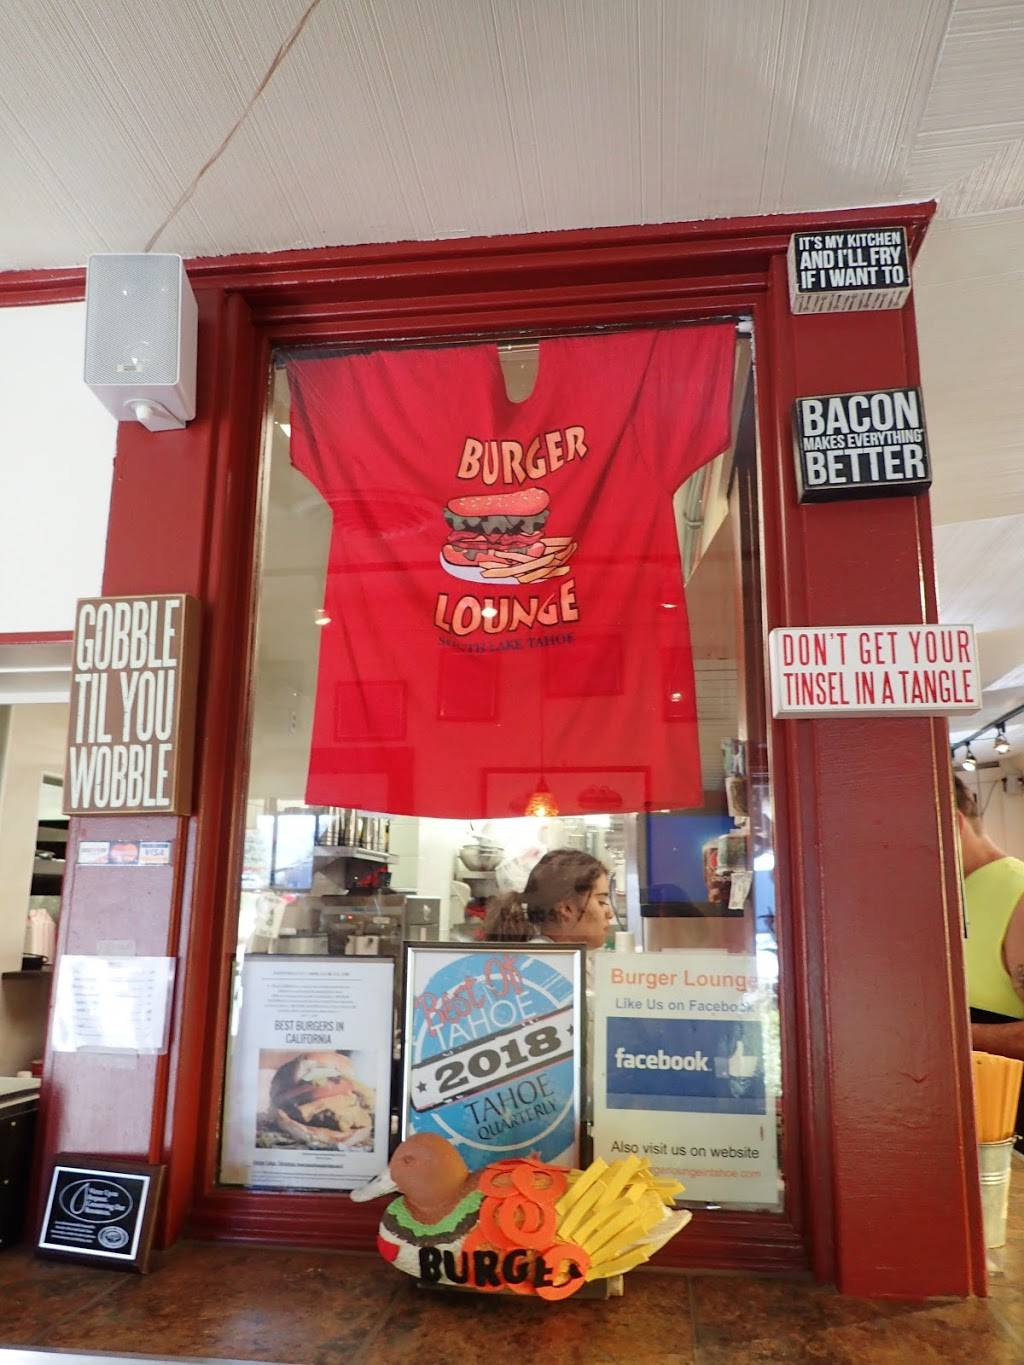 IT'S MY KITCHEN
AND I'LL FRY
IF I WANT TO
BACON
MAKES EVERYTHING
BETTER
BURGER
LOUNGE
SOUTH LAKE TAHOE
GOBBLE
TIL YOU
WOBBLE
DON'T GET YOUR
TINSEL IN A TANGLE
VISA
BEST BURGERS IN
CALIFORNIA
Best Of
TAHOE
2018
TAHOE
QUARTERLY
Burger Lounge
Like Us on Facebook
facebook
Also visit us on website
BURGER